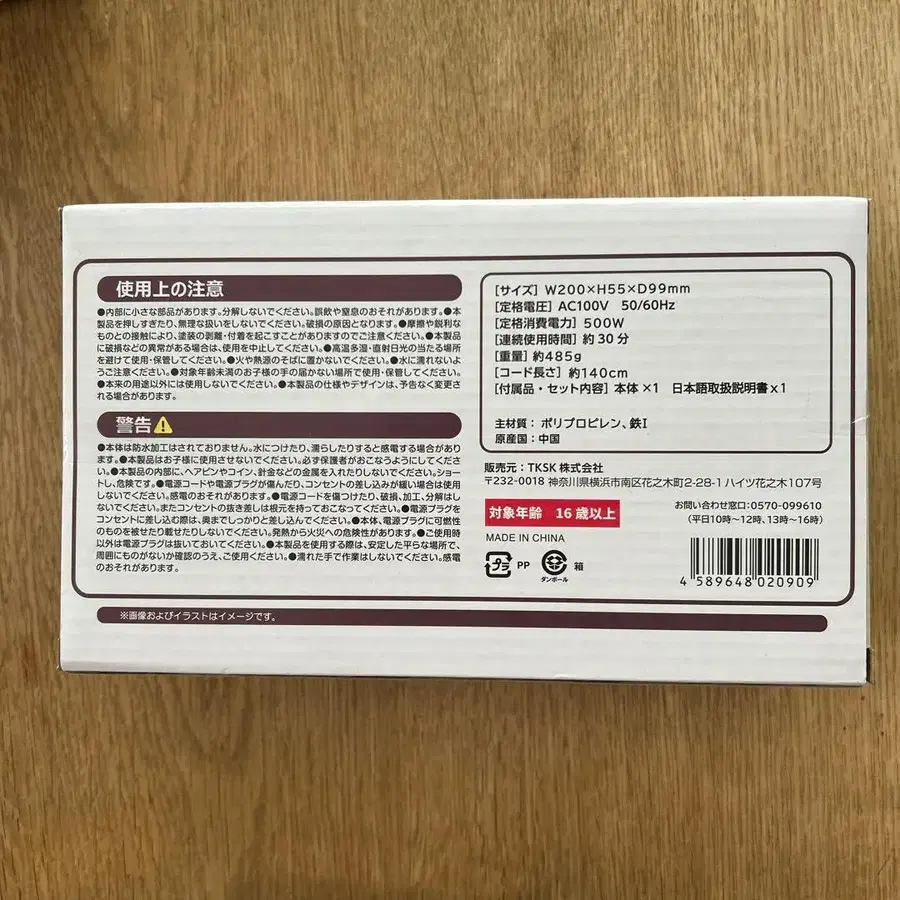 使用上の注意
●内部に小さな部品があります。分解しないでください。誤飲や窒息のおそれがあります。●本
製品を押しすぎたり、無理な扱いをしないでください。破損の原因となります。●摩擦や鋭利な
ものとの接触により、塗装の剥離・付着を起こすことがありますのでご注意ください。●本製品
に破損などの異常がある場合は、使用を中止してください。●高温多湿・直射日光の当たる場所
を避けて使用・保管してください。●火や熱源のそばに置かないでください。●水に濡れないよ
うご注意ください。●対象年齢未満のお子様の手の届かない場所で使用・保管してください。
●本来の用途以外には使用しないでください。●本製品の仕様やデザインは、予告なく変更さ
れる場合があります。
警告⚠
●本体は防水加工はされておりません。水につけたり、濡らしたりすると感電する場合があり
ます。●本製品はお子様に使用させないでください。必ず保護者がおこなうようにしてくださ
い。●本製品の内部に、ヘアピンやコイン、針金などの金属を入れたりしないでください。ショー
トし、危険です。●電源コードや電源プラグが傷んだり、コンセントの差し込みが緩い場合は使用
しないでください。感電のおそれがあります。●電源コードを傷つけたり、破損、加工、分解はし
ないでください。またコンセントの抜き差しは根元を持っておこなってください。●電源プラグを
コンセントに差し込む際は、奥までしっかりと差し込んでください。●本体、電源プラグに可燃性
のものを被せたり載せたりしないでください。発熱から火災への危険性があります。●ご使用時
以外は電源プラグは抜いておいてください。●本製品を使用する際は、安定した平らな場所で、
周囲にものがないか確認のうえ、ご使用ください。●濡れた手で作業はしないでください。感電
のおそれがあります。
[サイズ] W200×H55×D99mm
[定格電圧] AC100V 50/60Hz
[定格消費電力] 500W
[連続使用時間] 約30分
[重量] 約485g
[コード長さ] 約140cm
[付属品・セット内容] 本体×1 日本語取扱説明書x1
主材質：ポリプロピレン、鉄I
原産国：中国
販売元：TKSK 株式会社
〒232-0018 神奈川県横浜市南区花之木町2-28-1 ハイツ花之木107号
対象年齢 16歳以上
お問い合わせ窓口:0570-099610
(平日10時〜12時、13時〜16時)
MADE IN CHINA
プラ PP ダンボール 箱
4 589648 020909
※画像およびイラストはイメージです。